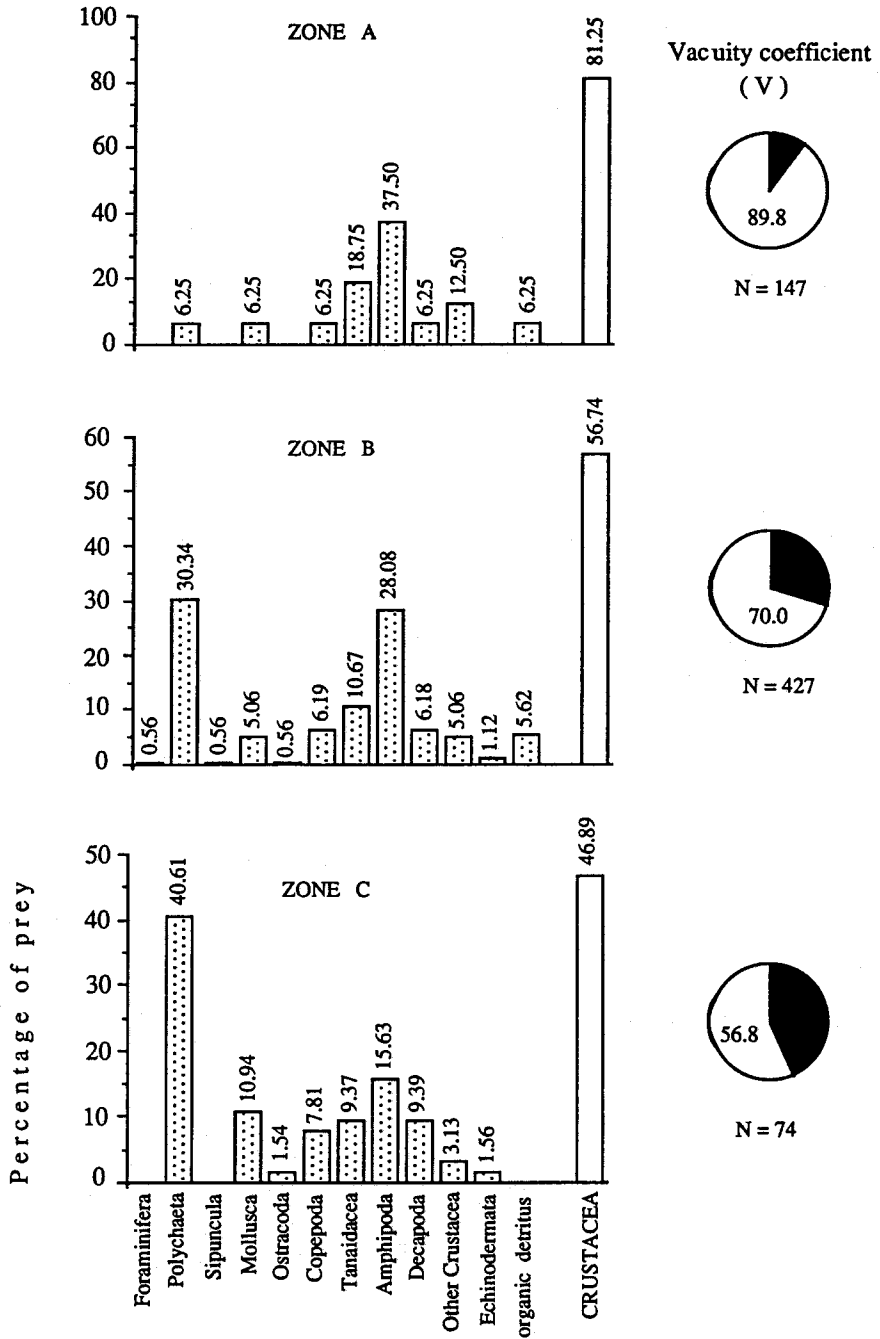 ZONE A
Vacuity coefficient
( V )
100
80
60
40
20
0
6.25
6.25
6.25
18.75
37.50
6.25
12.50
6.25
81.25
89.8
N = 147
ZONE B
60
50
40
30
20
10
0
0.56
30.34
0.56
5.06
0.56
6.19
10.67
28.08
6.18
5.06
1.12
5.62
56.74
70.0
N = 427
ZONE C
Percentage of prey
50
40
30
20
10
0
40.61
10.94
1.54
7.81
9.37
15.63
9.39
3.13
1.56
46.89
56.8
N = 74
Foraminifera
Polychaeta
Sipuncula
Mollusca
Ostracoda
Copepoda
Tanaidacea
Amphipoda
Decapoda
Other Crustacea
Echinodermata
organic detritus
CRUSTACEA